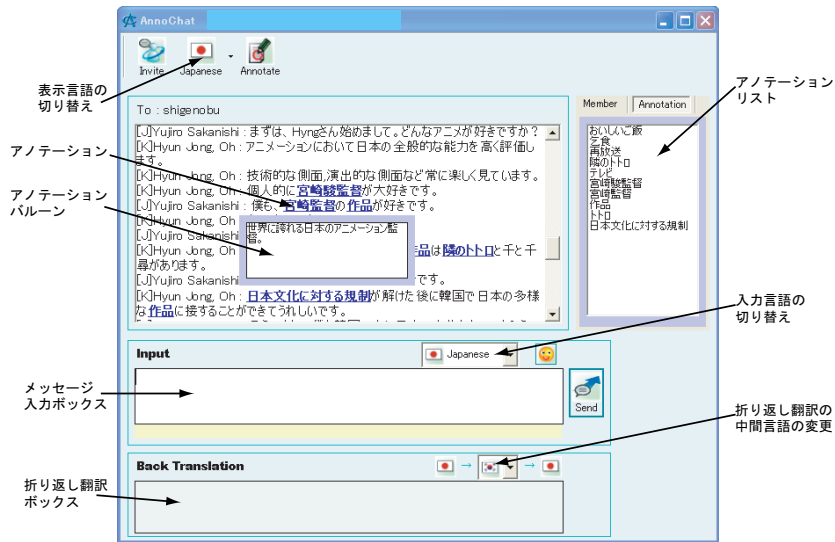 AnnoChat
Invite
Japanese
Annotate
表示言語の
切り替え
アノテーション
アノテーション
バルーン
メッセージ
入力ボックス
折り返し翻訳
ボックス
To : shigenobu
[J]Yujiro Sakanishi : まずは、Hyngさん始めまして。どんなアニメが好きですか?
[K]Hyun Jong, Oh : アニメーションにおいて日本の全般的な能力を高く評価し
ます。
[K]Hyun Jong, Oh : 技術的な側面,演出的な側面など常に楽しく見ています。
[K]Hyun Jong, Oh : 個人的に宮崎駿監督が大好きです。
[J]Yujiro Sakanishi : 僕も、宮崎監督の作品が好きです。
[K]Hyun Jong, Oh
[J]Yujiro Sakanishi
[K]Hyun Jong, Oh 品は隣のトトロと千と千
尋があります。
[J]Yujiro Sakanishi です。
[K]Hyun Jong, Oh : 日本文化に対する規制が解けた後に韓国で日本の多様
な作品に接することができてうれしいです。
世界に誇れる日本のアニメーション監
督。
Member
Annotation
おいしいご飯
乞食
再放送
隣のトトロ
テレビ
宮崎駿監督
宮崎監督
作品
トトロ
日本文化に対する規制
アノテーション
リスト
入力言語の
切り替え
折り返し翻訳の
中間言語の変更
Input
Japanese
Send
Back Translation
→ →